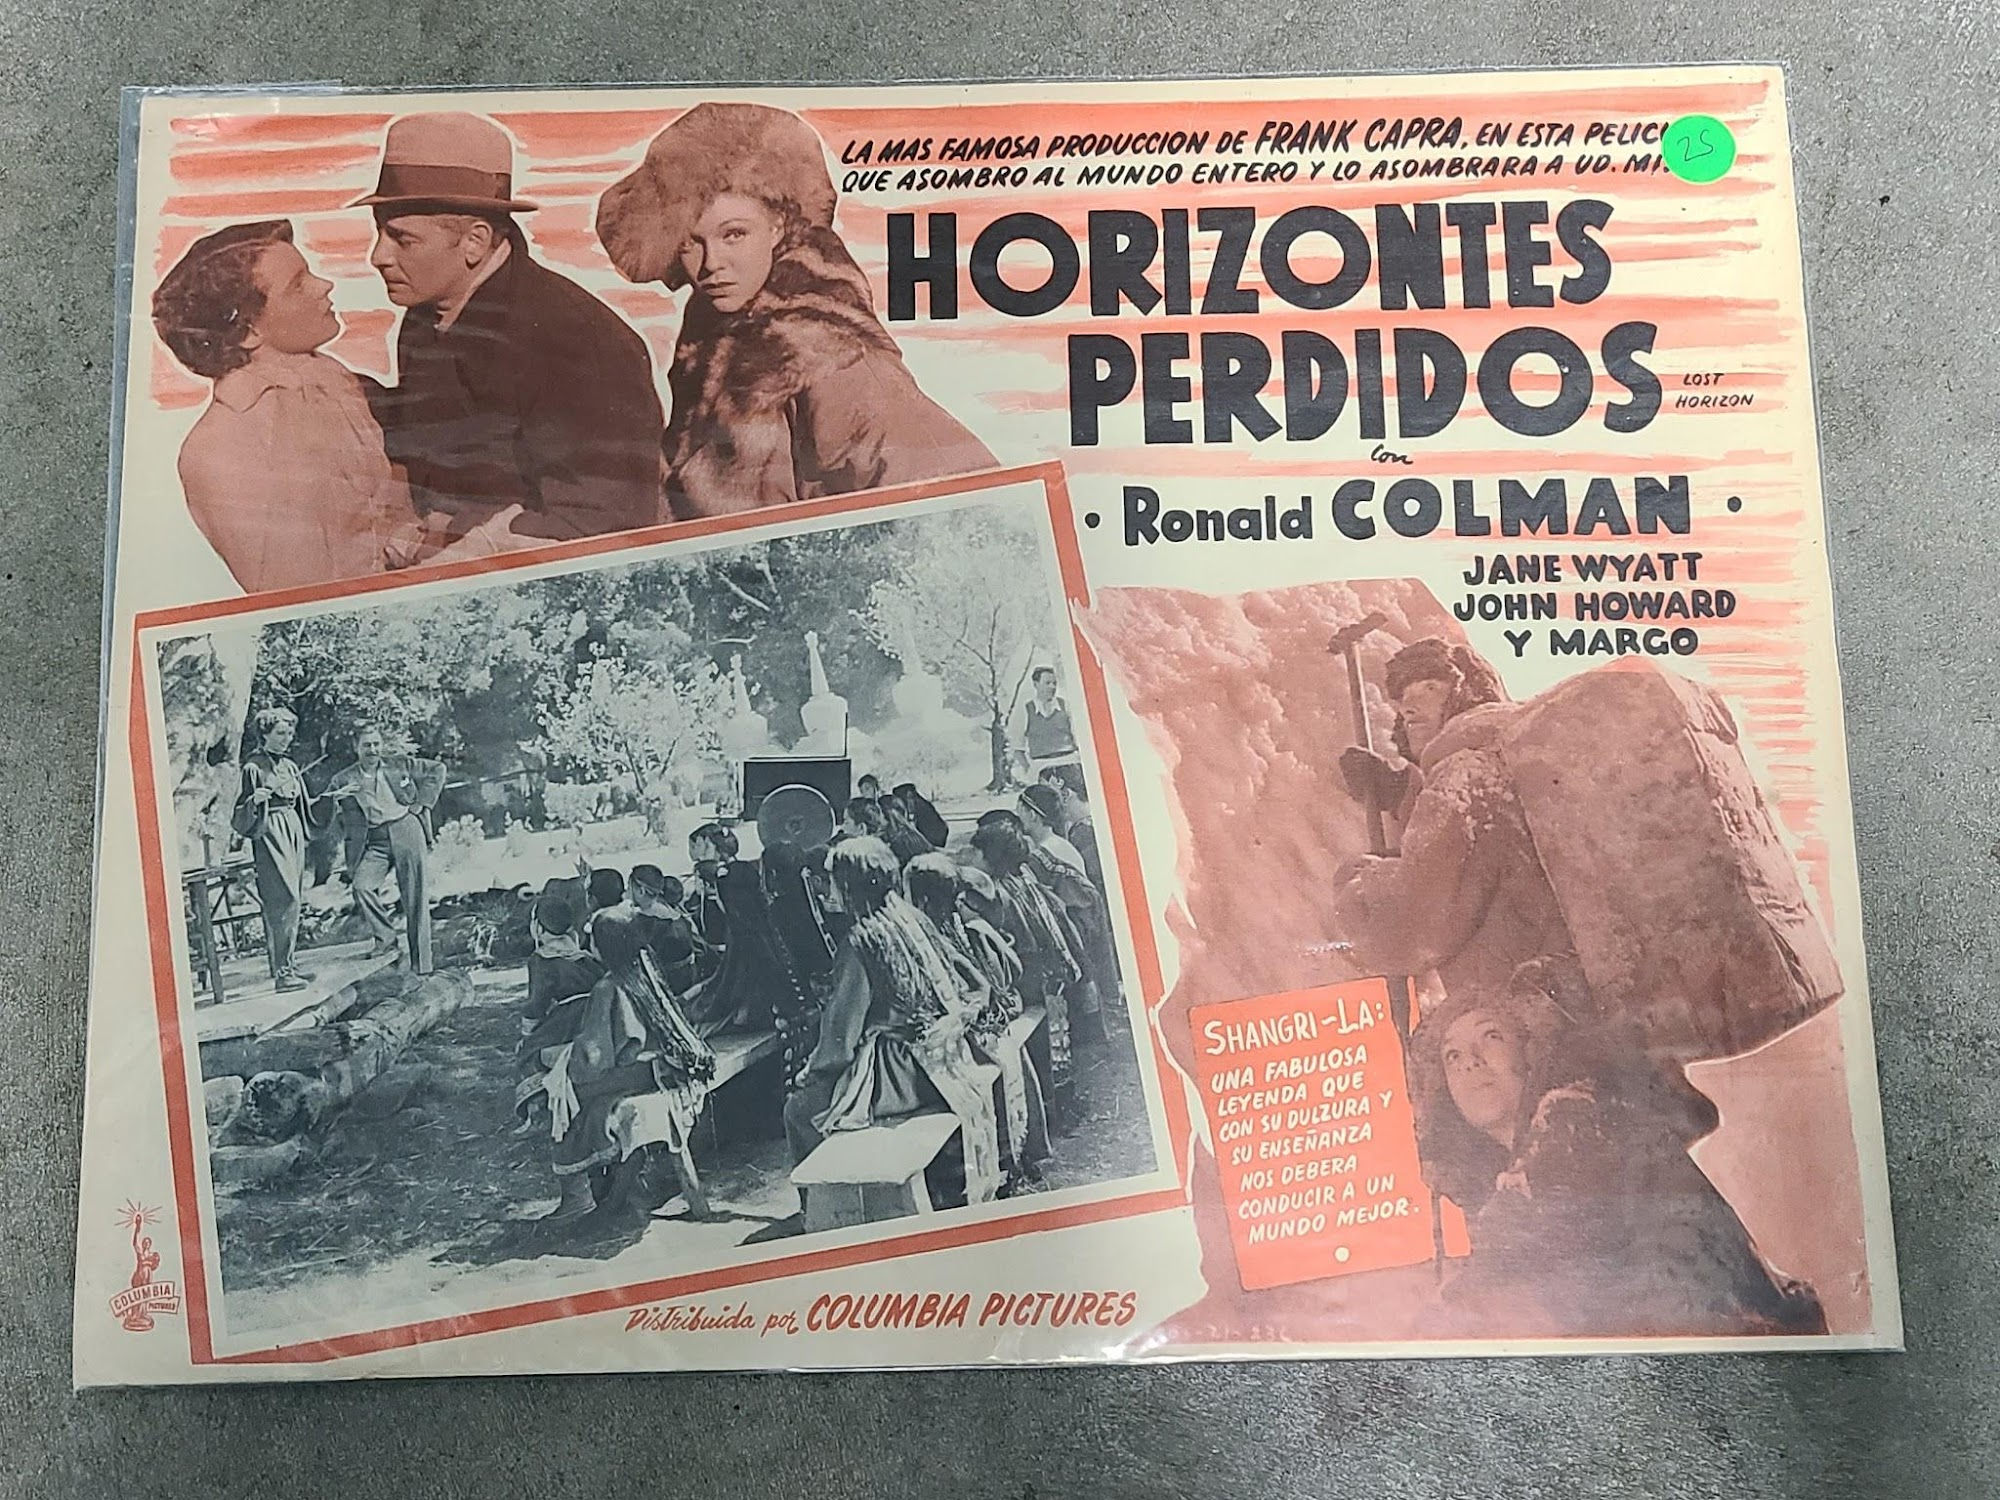 LA MAS FAMOSA PRODUCCION DE FRANK CAPRA, EN ESTA
QUE ASOMBRO AL MUNDO ENTERO Y LO ASOMBRARA A UD.
25
HORIZONTES
PERDIDOS
LOST
HORIZON
con
• Ronald COLMAN •
JANE WYATT
JOHN HOWARD
Y MARGO
SHANGRI-LA:
UNA FABULOSA
LEYENDA QUE
CON SU DULZURA Y
SU ENSEÑANZA
NOS DEBERA
CONDUCIR A UN
MUNDO MEJOR.
COLUMBIA
PICTURES
Distribuida por COLUMBIA PICTURES